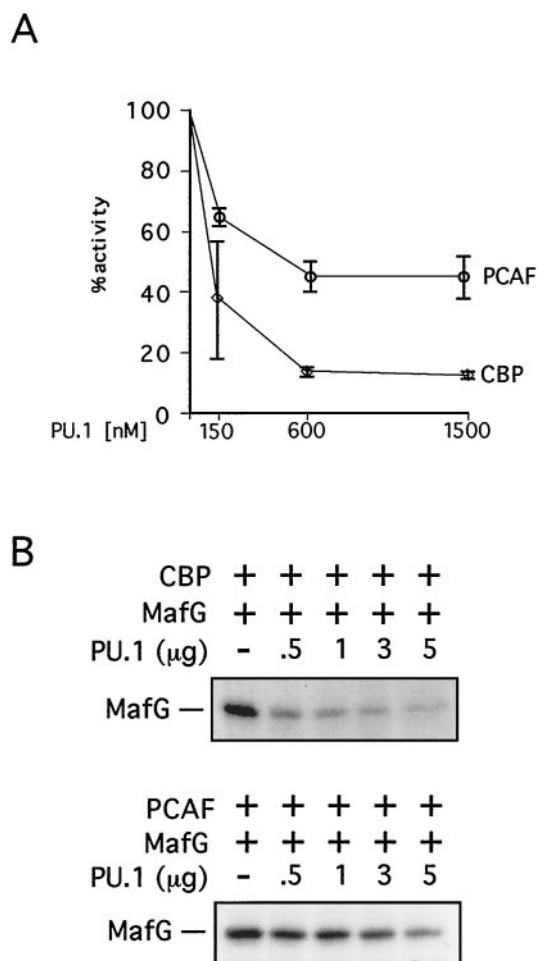 A
100
80
60
40
20
0
%activity
PCAF
CBP
PU.1 [nM] 150 600 1500
B
CBP + + + + +
MafG + + + + +
PU.1 (μg) - .5 1 3 5
MafG —
PCAF + + + + +
MafG + + + + +
PU.1 (μg) - .5 1 3 5
MafG —